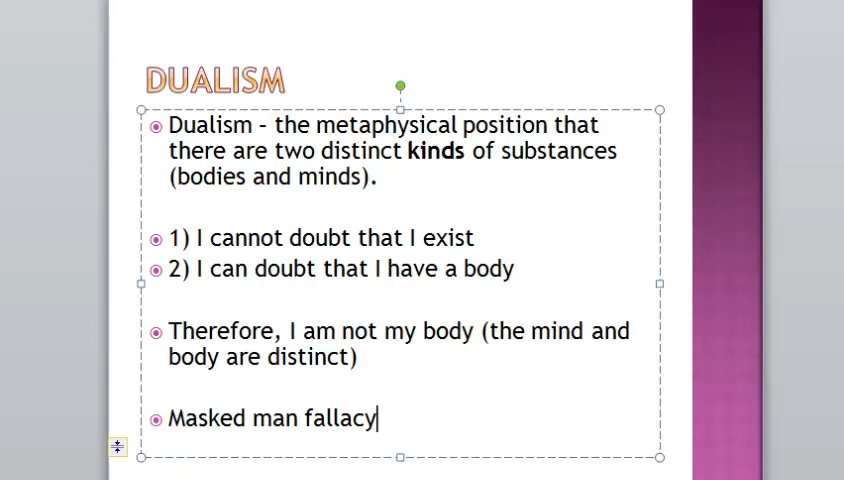 DUALISM
Dualism – the metaphysical position that
there are two distinct kinds of substances
(bodies and minds).
1) I cannot doubt that I exist
2) I can doubt that I have a body
Therefore, I am not my body (the mind and
body are distinct)
Masked man fallacy